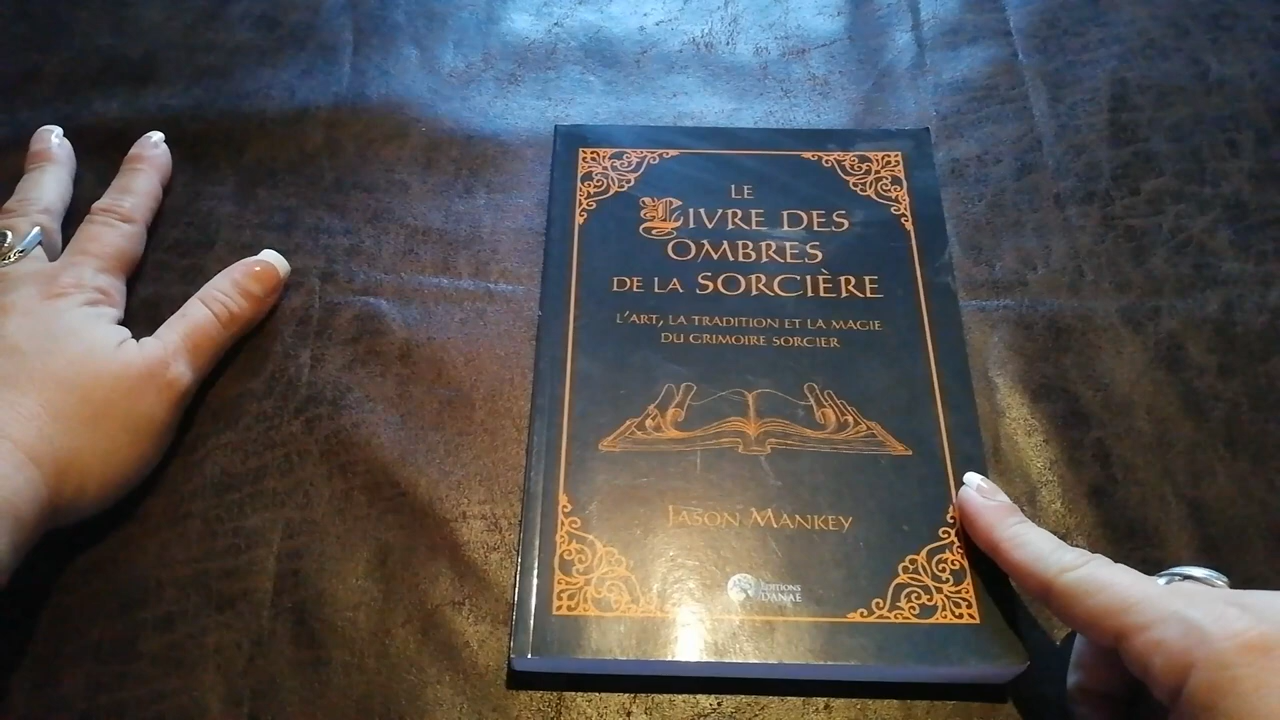 LE
LIVRE DES
OMBRES
DE LA SORCIÈRE
L'ART, LA TRADITION ET LA MAGIE
DU GRIMOIRE SORCIER
JASON MANKEY
ÉDITIONS
DANAÉ